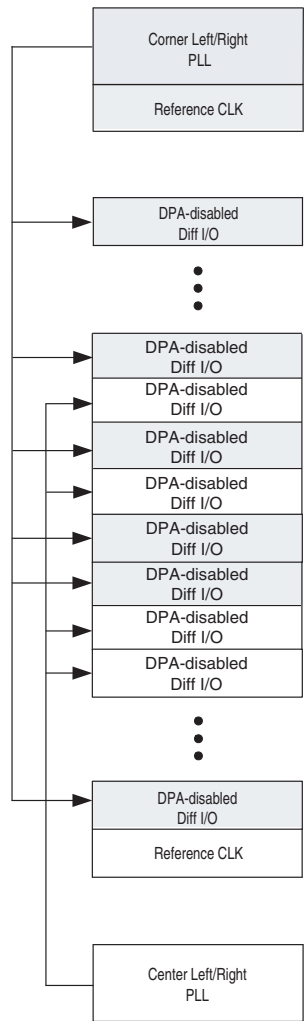 Corner Left/Right
PLL
Reference CLK
DPA-disabled
Diff I/O
DPA-disabled
Diff I/O
DPA-disabled
Diff I/O
DPA-disabled
Diff I/O
DPA-disabled
Diff I/O
DPA-disabled
Diff I/O
DPA-disabled
Diff I/O
DPA-disabled
Diff I/O
DPA-disabled
Diff I/O
DPA-disabled
Diff I/O
Reference CLK
Center Left/Right
PLL